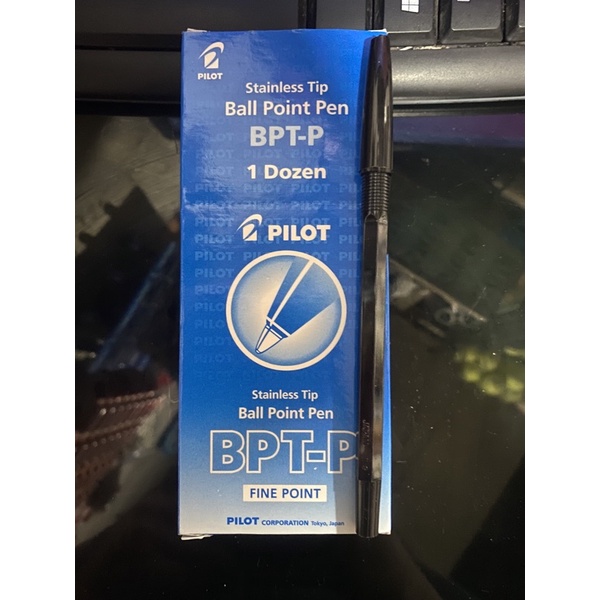 PILOT
Stainless Tip
Ball Point Pen
BPT-P
1 Dozen
PILOT
Stainless Tip
Ball Point Pen
BPT-P
FINE POINT
PILOT CORPORATION Tokyo, Japan